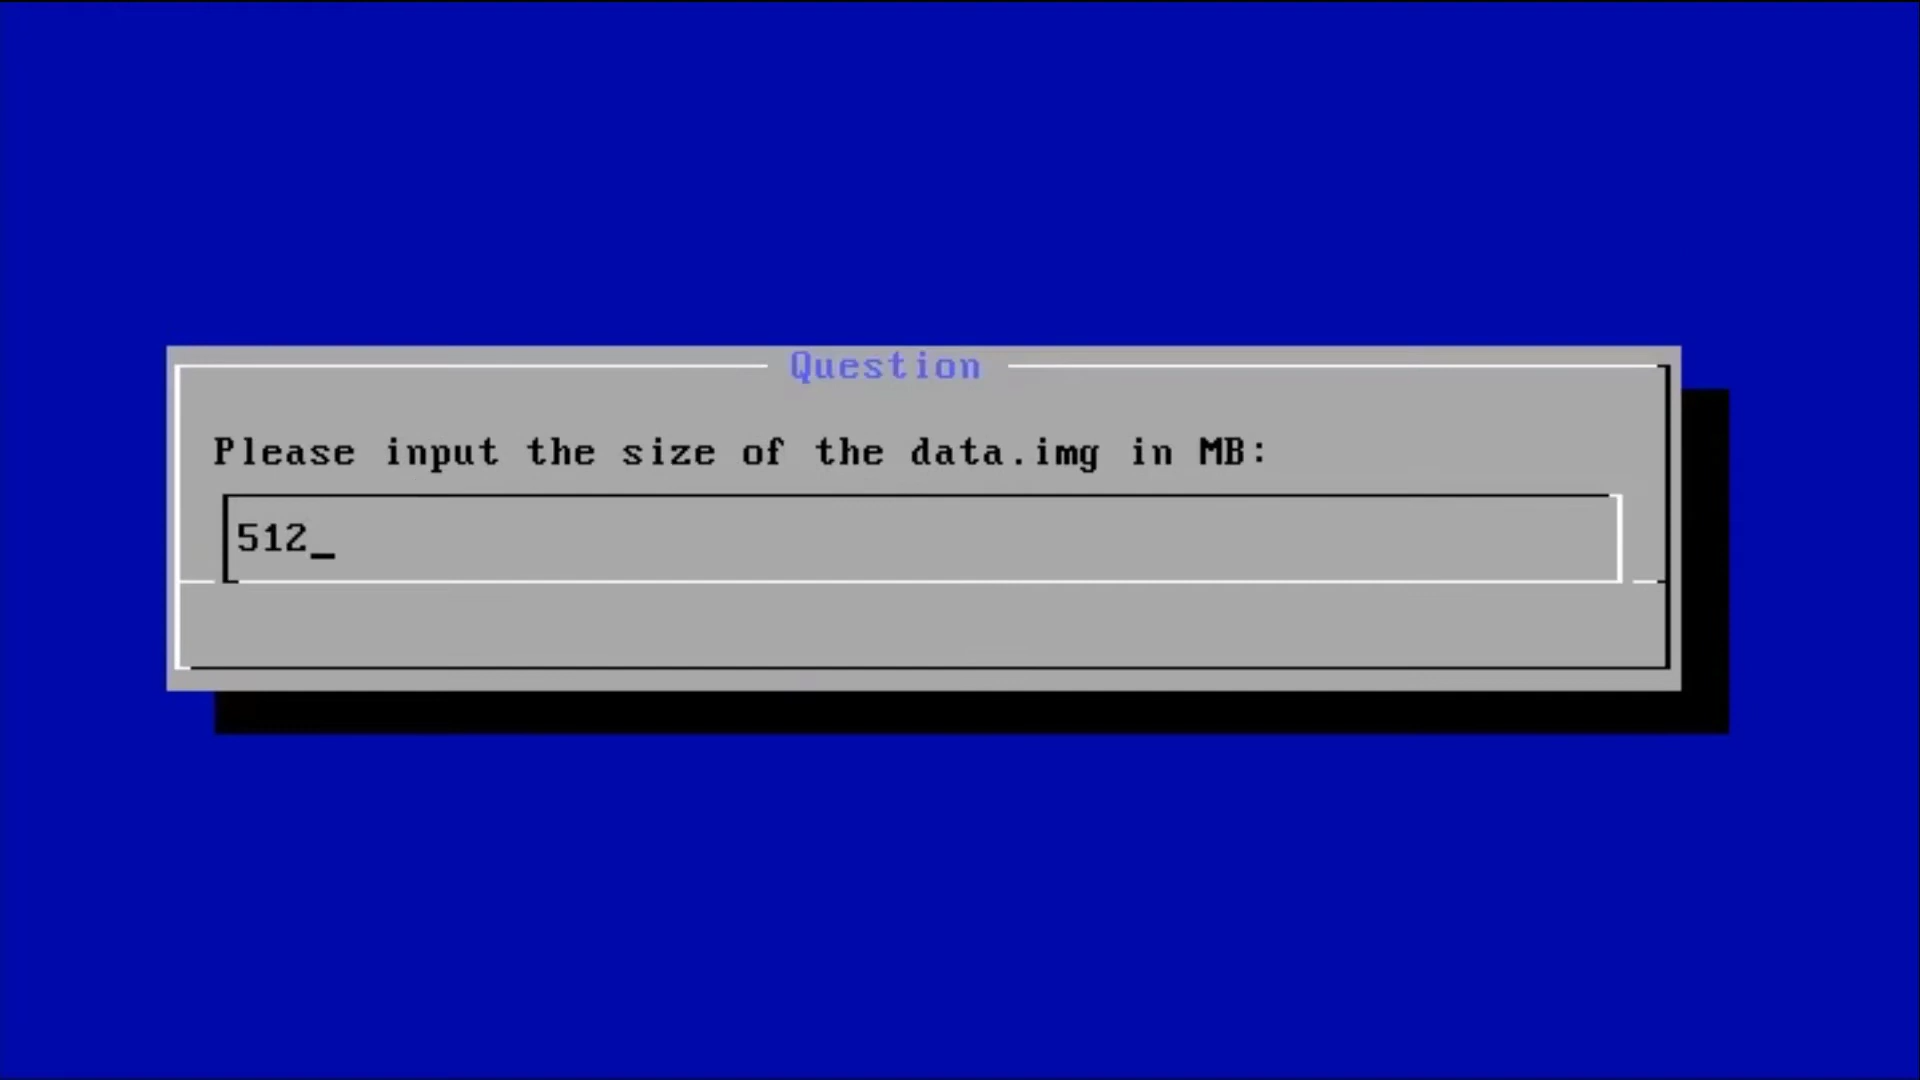 Question
Please input the size of the data.img in MB:
512_